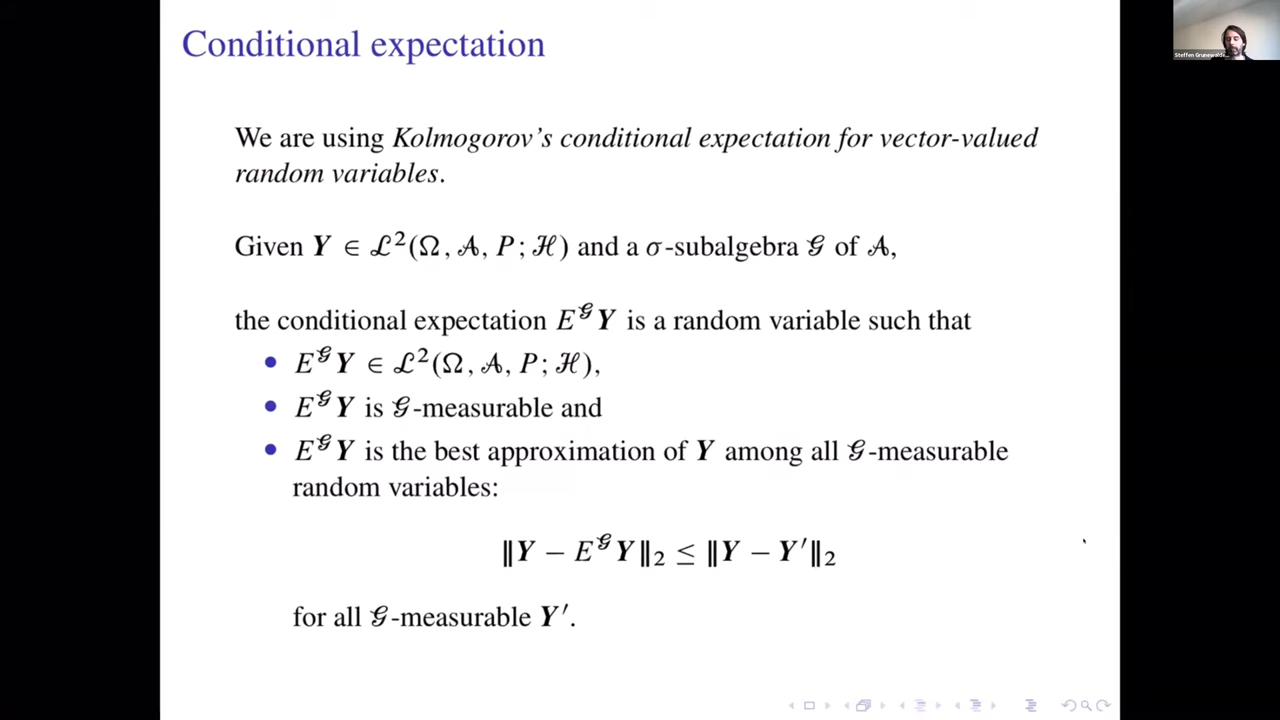 Conditional expectation
We are using Kolmogorov's conditional expectation for vector-valued
random variables.
Given Y ∈ ℒ²(Ω, 𝒜, P; ℋ) and a σ-subalgebra 𝒢 of 𝒜,
the conditional expectation E^𝒢 Y is a random variable such that
• E^𝒢 Y ∈ ℒ²(Ω, 𝒜, P; ℋ),
• E^𝒢 Y is 𝒢-measurable and
• E^𝒢 Y is the best approximation of Y among all 𝒢-measurable
random variables:
‖Y − E^𝒢 Y‖₂ ≤ ‖Y − Y′‖₂
for all 𝒢-measurable Y′.